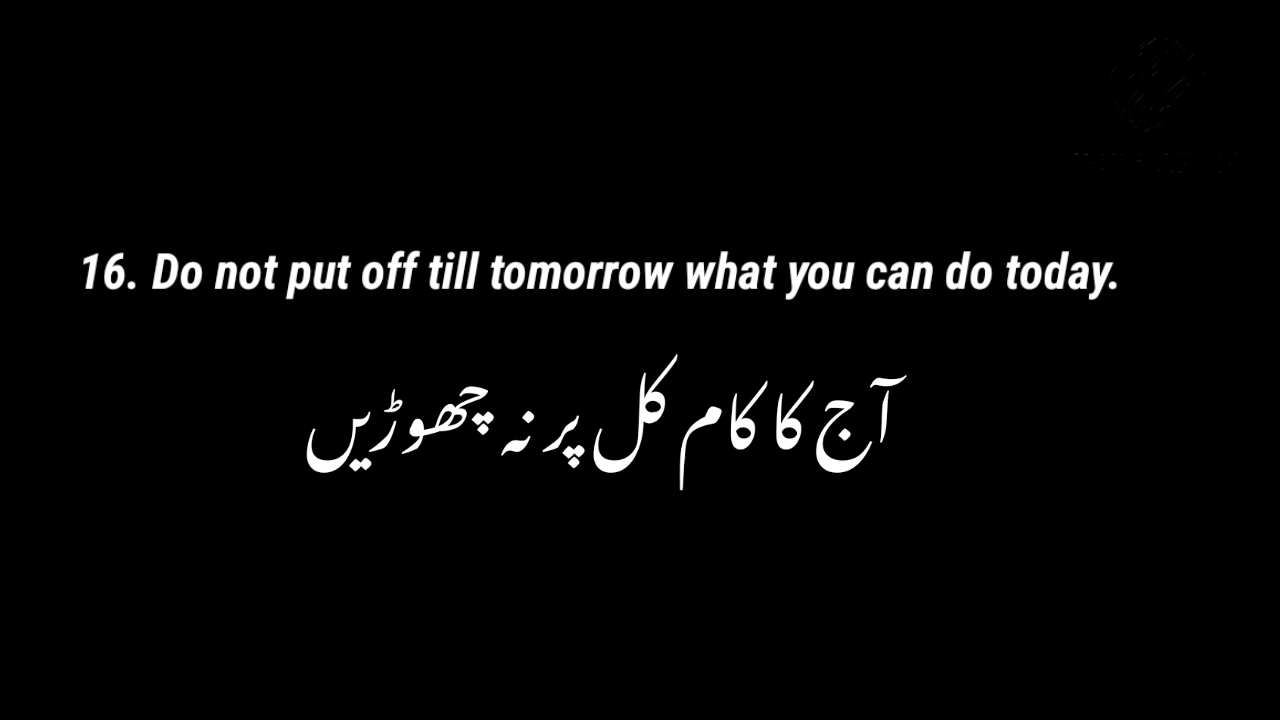 16. Do not put off till tomorrow what you can do today.
آج کا کام کل پر نہ چھوڑیں